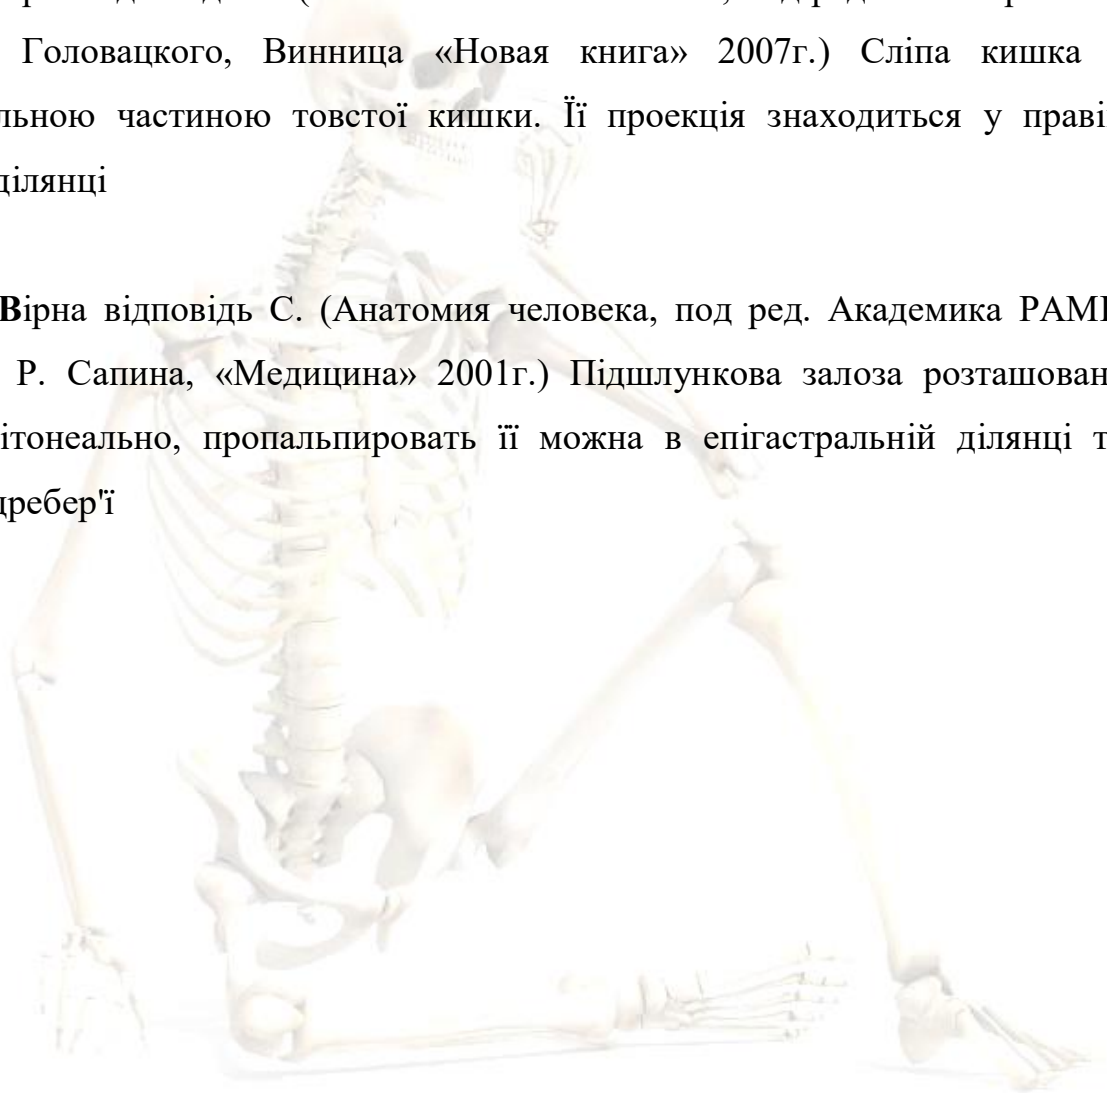 Головацкого, Винница «Новая книга» 2007г.) Сліпа кишка
льною частиною товстої кишки. Її проекція знаходиться у праві
ділянці
Вірна відповідь С. (Анатомия человека, под ред. Академика РАМ
Р. Сапина, «Медицина» 2001г.) Підшлункова залоза розташован
ітонеально, пропальпировать її можна в епігастральній ділянці т
дребер'ї